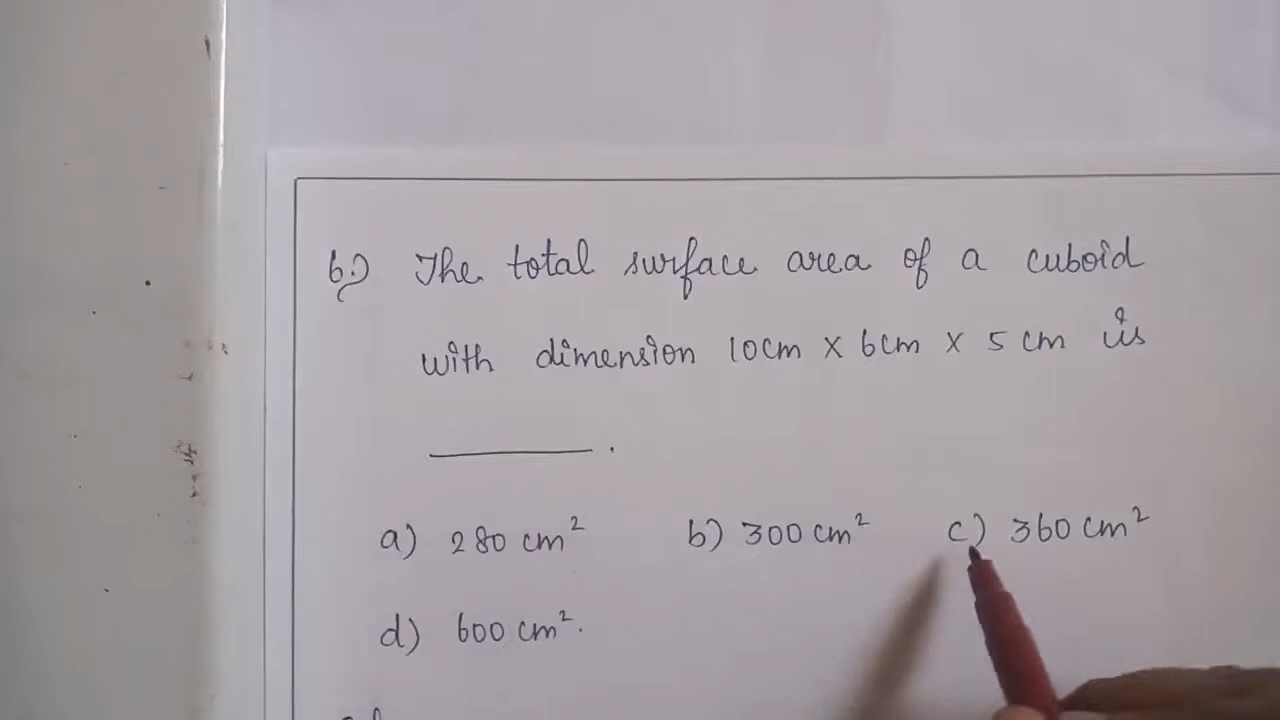 6.) The total surface area of a cuboid
with dimension 10cm x 6cm x 5 cm is
________ .
a) 280 cm² b) 300 cm² c) 360 cm²
d) 600 cm².